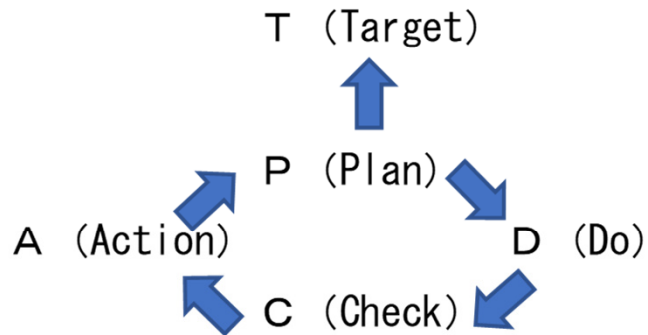 T (Target)
P (Plan)
A (Action)
D (Do)
C (Check)